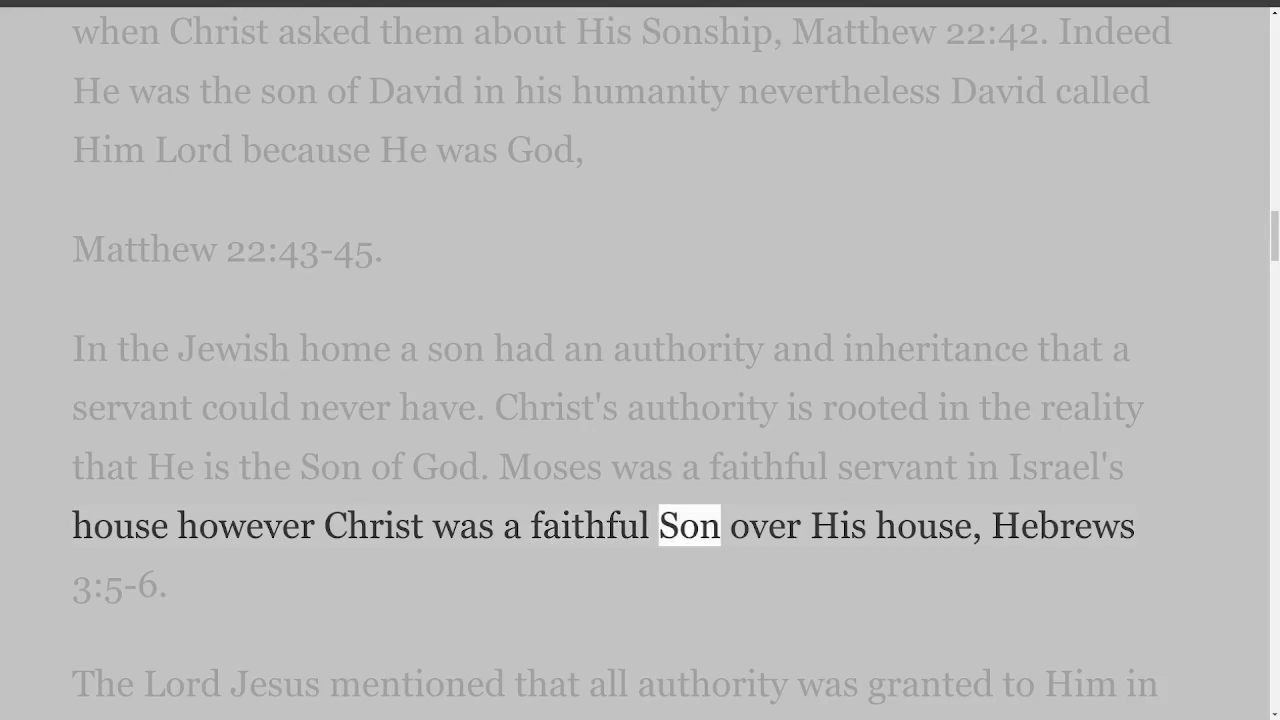 when Christ asked them about His Sonship, Matthew 22:42. Indeed
He was the son of David in his humanity nevertheless David called
Him Lord because He was God,
Matthew 22:43-45.
In the Jewish home a son had an authority and inheritance that a
servant could never have. Christ's authority is rooted in the reality
that He is the Son of God. Moses was a faithful servant in Israel's
house however Christ was a faithful Son over His house, Hebrews
3:5-6.
The Lord Jesus mentioned that all authority was granted to Him in